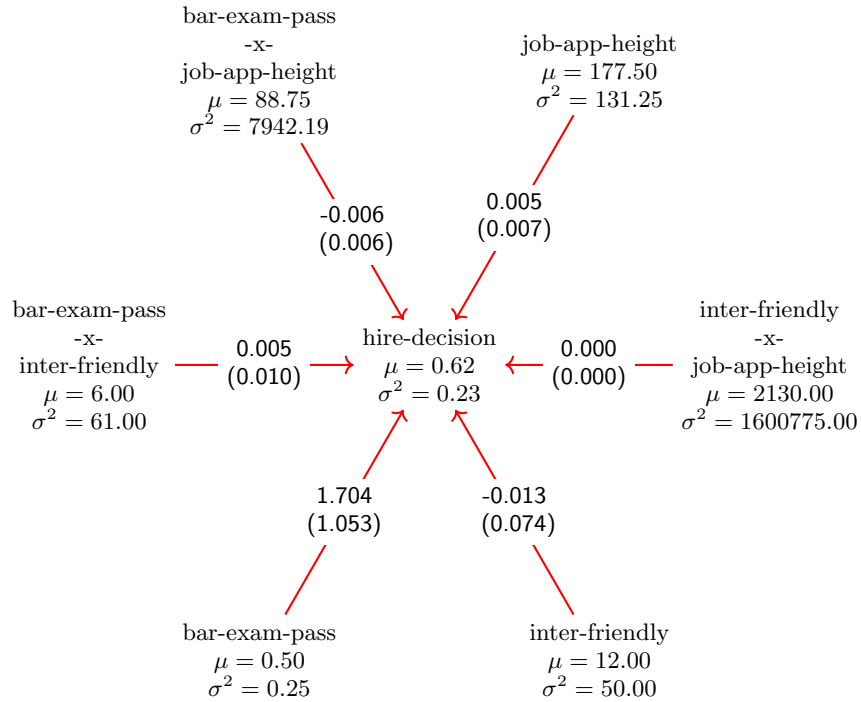 bar-exam-pass
-x-
job-app-height
μ = 88.75
σ² = 7942.19
job-app-height
μ = 177.50
σ² = 131.25
-0.006
(0.006)
0.005
(0.007)
bar-exam-pass
-x-
inter-friendly
μ = 6.00
σ² = 61.00
0.005
(0.010)
hire-decision
μ = 0.62
σ² = 0.23
0.000
(0.000)
inter-friendly
-x-
job-app-height
μ = 2130.00
σ² = 1600775.00
1.704
(1.053)
-0.013
(0.074)
bar-exam-pass
μ = 0.50
σ² = 0.25
inter-friendly
μ = 12.00
σ² = 50.00